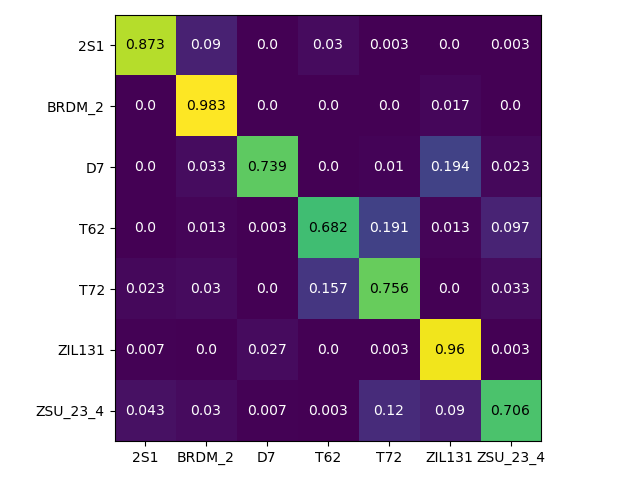 2S1 0.873 0.09 0.0 0.03 0.003 0.0 0.003
BRDM_2 0.0 0.983 0.0 0.0 0.0 0.017 0.0
D7 0.0 0.033 0.739 0.0 0.01 0.194 0.023
T62 0.0 0.013 0.003 0.682 0.191 0.013 0.097
T72 0.023 0.03 0.0 0.157 0.756 0.0 0.033
ZIL131 0.007 0.0 0.027 0.0 0.003 0.96 0.003
ZSU_23_4 0.043 0.03 0.007 0.003 0.12 0.09 0.706
2S1 BRDM_2 D7 T62 T72 ZIL131 ZSU_23_4